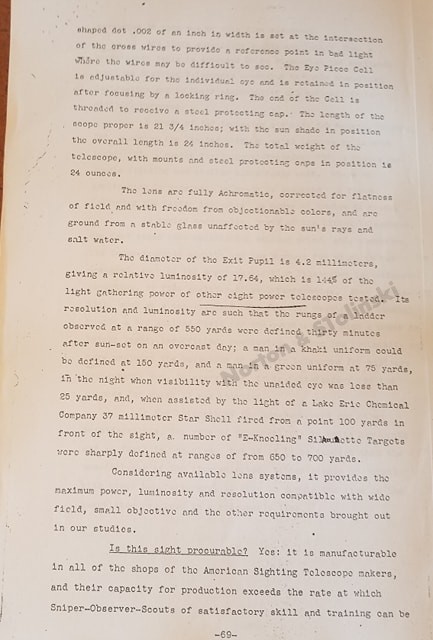 shaped dot .002 of an inch in width is set at the intersection
of the cross wires to provide a reference point in bad light
where the wires may be difficult to see. The Eye Piece Cell
is adjustable for the individual eye and is retained in position
after focusing by a locking ring. The end of the Cell is
threaded to receive a steel protecting cap. The length of the
scope proper is 21 3/4 inches; with the sun shade in position
the overall length is 24 inches. The total weight of the
telescope, with mounts and steel protecting caps in position is
24 ounces.
The lens are fully Achromatic, corrected for flatness
of field and with freedom from objectionable colors, and are
ground from a stable glass unaffected by the sun's rays and
salt water.
The diameter of the Exit Pupil is 4.2 millimeters,
giving a relative luminosity of 17.64, which is 144% of the
light gathering power of other eight power telescopes tested. Its
resolution and luminosity are such that the rungs of a ladder
observed at a range of 550 yards were defined thirty minutes
after sun-set on an overcast day; a man in a khaki uniform could
be defined at 150 yards, and a man in a green uniform at 75 yards,
in the night when visibility with the unaided eye was less than
25 yards, and, when assisted by the light of a Lake Erie Chemical
Company 37 millimeter Star Shell fired from a point 100 yards in
front of the sight, a number of "E-Kneeling" Silhouette Targets
were sharply defined at ranges of from 650 to 700 yards.
Considering available lens systems, it provides the
maximum power, luminosity and resolution compatible with wide
field, small objective and the other requirements brought out
in our studies.
Is this sight procurable? Yes: it is manufacturable
in all of the shops of the American Sighting Telescope makers,
and their capacity for production exceeds the rate at which
Sniper-Observer-Scouts of satisfactory skill and training can be
-69-
Norton & Stolinski